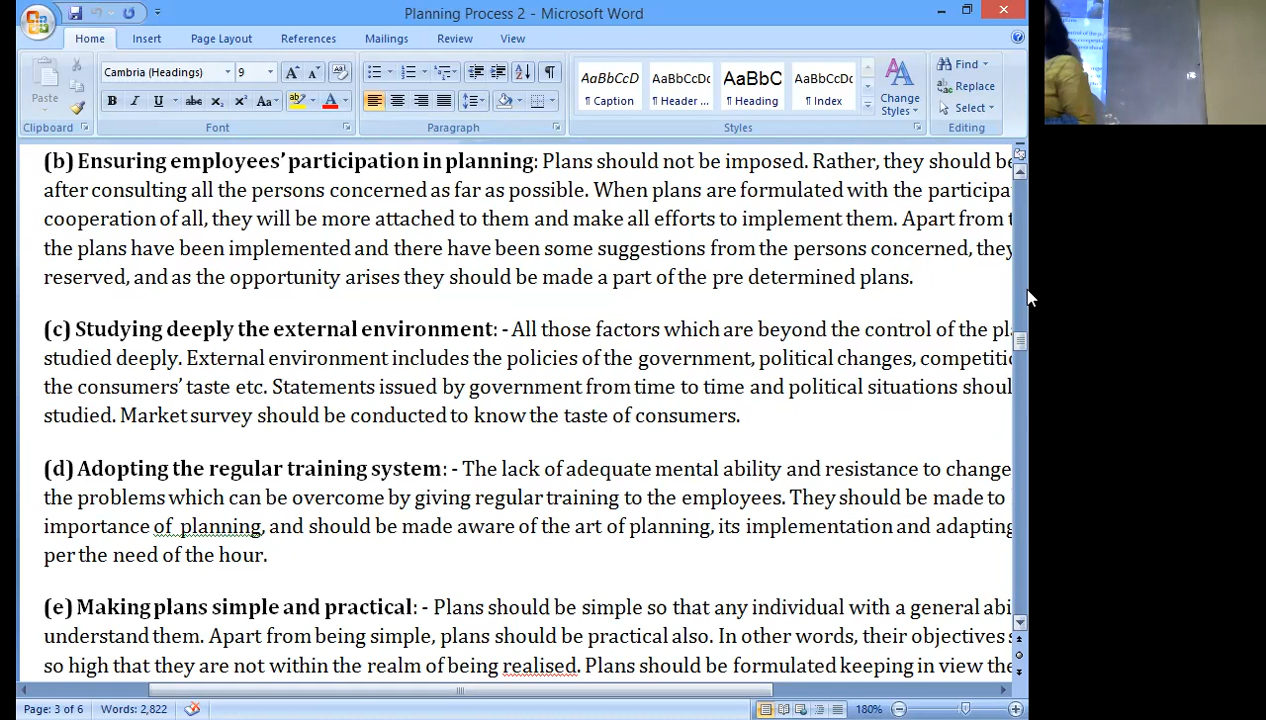 Planning Process 2 - Microsoft Word
Home Insert Page Layout References Mailings Review View
Paste
Clipboard
Cambria (Headings) 9
Font
Paragraph
AaBbCcD AaBbCcDc AaBbC AaBbCcDc
¶ Caption ¶ Header ... ¶ Heading ¶ Index
Change
Styles
Styles
Find
Replace
Select
Editing
(b) Ensuring employees’ participation in planning: Plans should not be imposed. Rather, they should be
after consulting all the persons concerned as far as possible. When plans are formulated with the participa
cooperation of all, they will be more attached to them and make all efforts to implement them. Apart from t
the plans have been implemented and there have been some suggestions from the persons concerned, they
reserved, and as the opportunity arises they should be made a part of the pre determined plans.
(c) Studying deeply the external environment: - All those factors which are beyond the control of the pla
studied deeply. External environment includes the policies of the government, political changes, competitio
the consumers’ taste etc. Statements issued by government from time to time and political situations shoul
studied. Market survey should be conducted to know the taste of consumers.
(d) Adopting the regular training system: - The lack of adequate mental ability and resistance to change
the problems which can be overcome by giving regular training to the employees. They should be made to
importance of planning, and should be made aware of the art of planning, its implementation and adapting
per the need of the hour.
(e) Making plans simple and practical: - Plans should be simple so that any individual with a general abi
understand them. Apart from being simple, plans should be practical also. In other words, their objectives s
so high that they are not within the realm of being realised. Plans should be formulated keeping in view the
Page: 3 of 6 Words: 2,822 180%